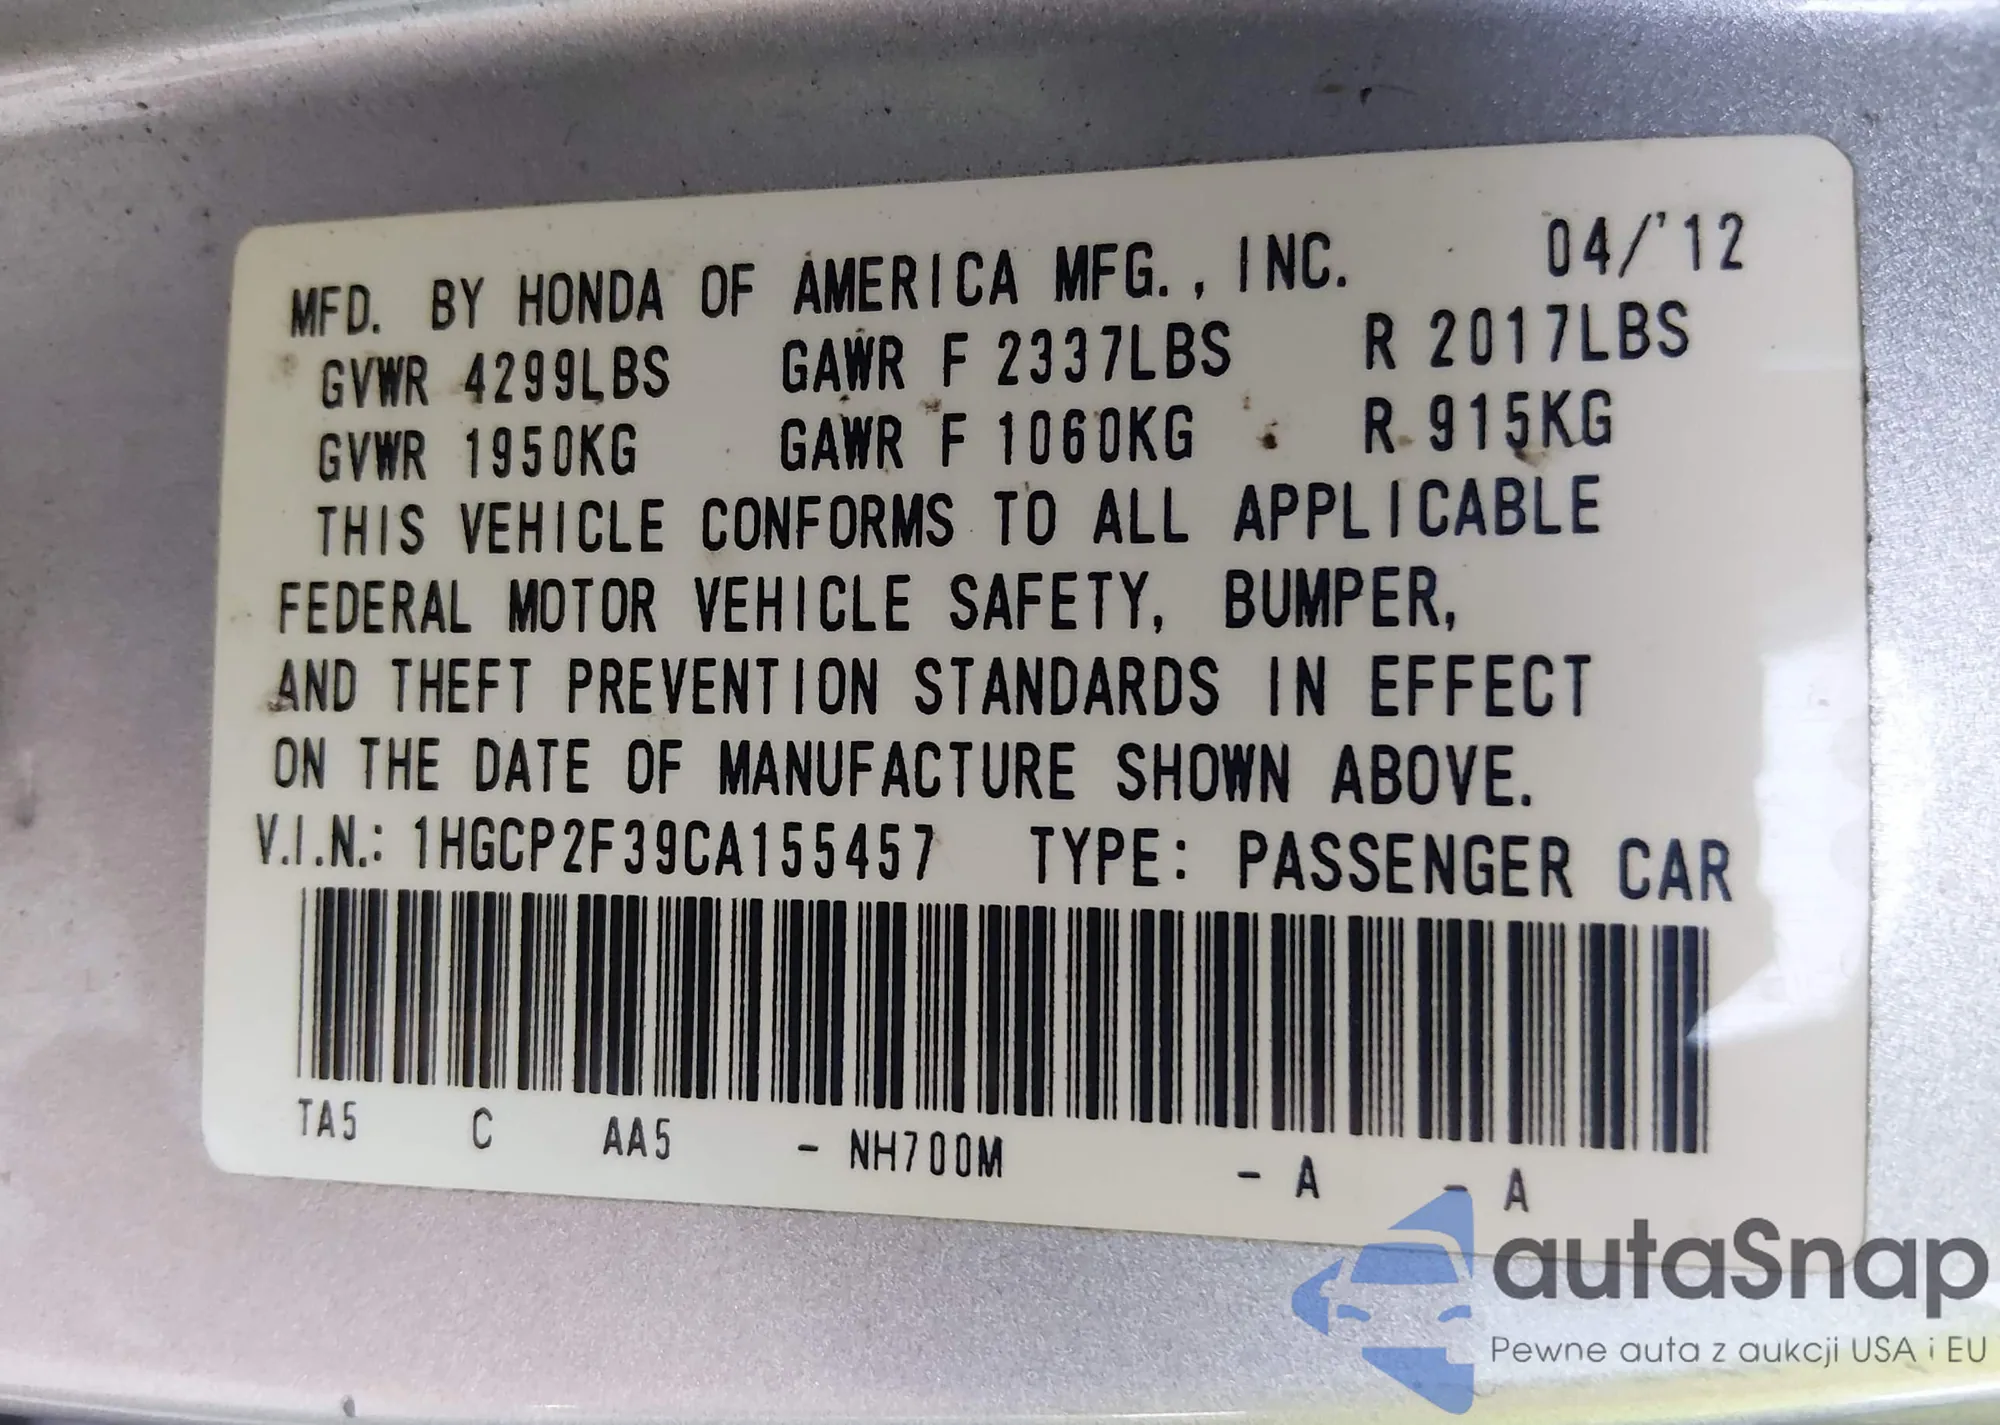 MFD. BY HONDA OF AMERICA MFG., INC. 04/'12
GVWR 4299LBS GAWR F 2337LBS R 2017LBS
GVWR 1950KG GAWR F 1060KG R 915KG
THIS VEHICLE CONFORMS TO ALL APPLICABLE
FEDERAL MOTOR VEHICLE SAFETY, BUMPER,
AND THEFT PREVENTION STANDARDS IN EFFECT
ON THE DATE OF MANUFACTURE SHOWN ABOVE.
V.I.N.: 1HGCP2F39CA155457 TYPE: PASSENGER CAR
TA5 C AA5 - NH700M - A - A
autaSnap
Pewne auta z aukcji USA i EU